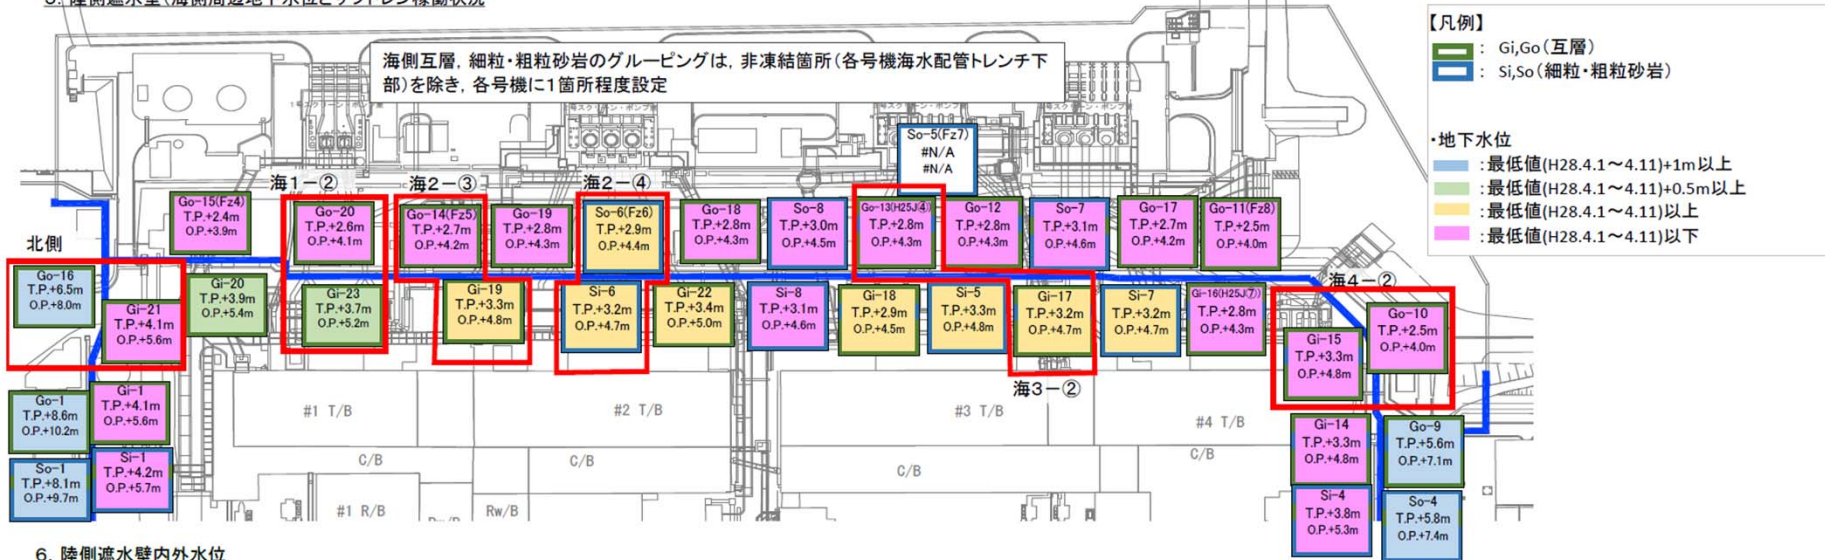 5. 陸側遮水壁(海側周辺地下水位とサブドレン稼働状況
【凡例】
： Gi,Go（互層）
： Si,So（細粒・粗粒砂岩）
・地下水位
：最低値(H28.4.1～4.11)+1m以上
：最低値(H28.4.1～4.11)+0.5m以上
：最低値(H28.4.1～4.11)以上
：最低値(H28.4.1～4.11)以下
海側互層，細粒・粗粒砂岩のグルーピングは，非凍結箇所（各号機海水配管トレンチ下
部）を除き，各号機に1箇所程度設定
So-5(Fz7)
#N/A
#N/A
海1－②
海2－③
海2－④
Go-15(Fz4)
T.P.+2.4m
O.P.+3.9m
Go-20
T.P.+2.6m
O.P.+4.1m
Go-14(Fz5)
T.P.+2.7m
O.P.+4.2m
Go-19
T.P.+2.8m
O.P.+4.3m
So-6(Fz6)
T.P.+2.9m
O.P.+4.4m
Go-18
T.P.+2.8m
O.P.+4.3m
So-8
T.P.+3.0m
O.P.+4.5m
Go-13(H25J④)
T.P.+2.8m
O.P.+4.3m
Go-12
T.P.+2.8m
O.P.+4.3m
So-7
T.P.+3.1m
O.P.+4.6m
Go-17
T.P.+2.7m
O.P.+4.2m
Go-11(Fz8)
T.P.+2.5m
O.P.+4.0m
北側
Go-16
T.P.+6.5m
O.P.+8.0m
Gi-21
T.P.+4.1m
O.P.+5.6m
Gi-20
T.P.+3.9m
O.P.+5.4m
Gi-23
T.P.+3.7m
O.P.+5.2m
Gi-19
T.P.+3.3m
O.P.+4.8m
Si-6
T.P.+3.2m
O.P.+4.7m
Gi-22
T.P.+3.4m
O.P.+5.0m
Si-8
T.P.+3.1m
O.P.+4.6m
Gi-18
T.P.+2.9m
O.P.+4.5m
Si-5
T.P.+3.3m
O.P.+4.8m
Gi-17
T.P.+3.2m
O.P.+4.7m
Si-7
T.P.+3.2m
O.P.+4.7m
Gi-16(H25J⑦)
T.P.+2.8m
O.P.+4.3m
海4－②
Gi-15
T.P.+3.3m
O.P.+4.8m
Go-10
T.P.+2.5m
O.P.+4.0m
海3－②
Go-1
T.P.+8.6m
O.P.+10.2m
Gi-1
T.P.+4.1m
O.P.+5.6m
#1 T/B
#2 T/B
#3 T/B
#4 T/B
Gi-14
T.P.+3.3m
O.P.+4.8m
Go-9
T.P.+5.6m
O.P.+7.1m
So-1
T.P.+8.1m
O.P.+9.7m
Si-1
T.P.+4.2m
O.P.+5.7m
C/B
C/B
C/B
C/B
Si-4
T.P.+3.8m
O.P.+5.3m
So-4
T.P.+5.8m
O.P.+7.4m
#1 R/B
Rw/B
6．陸側遮水壁内外水位